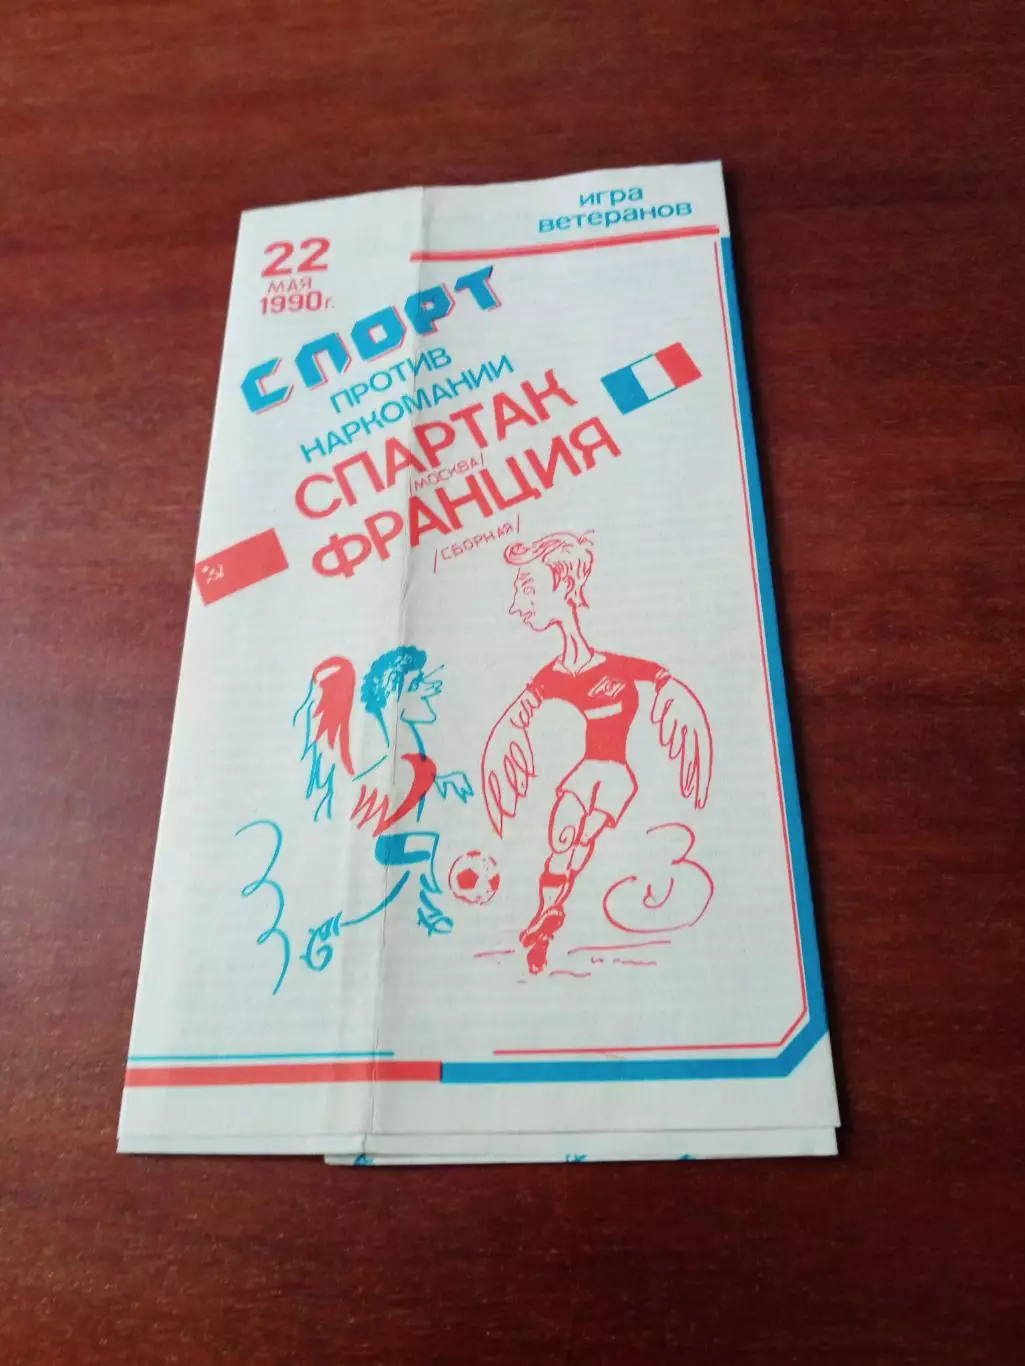 игра
ветеранов
22
МАЯ
1990г.
СПОРТ
ПРОТИВ
НАРКОМАНИИ
СПАРТАК
/МОСКВА/
ФРАНЦИЯ
/СБОРНАЯ/